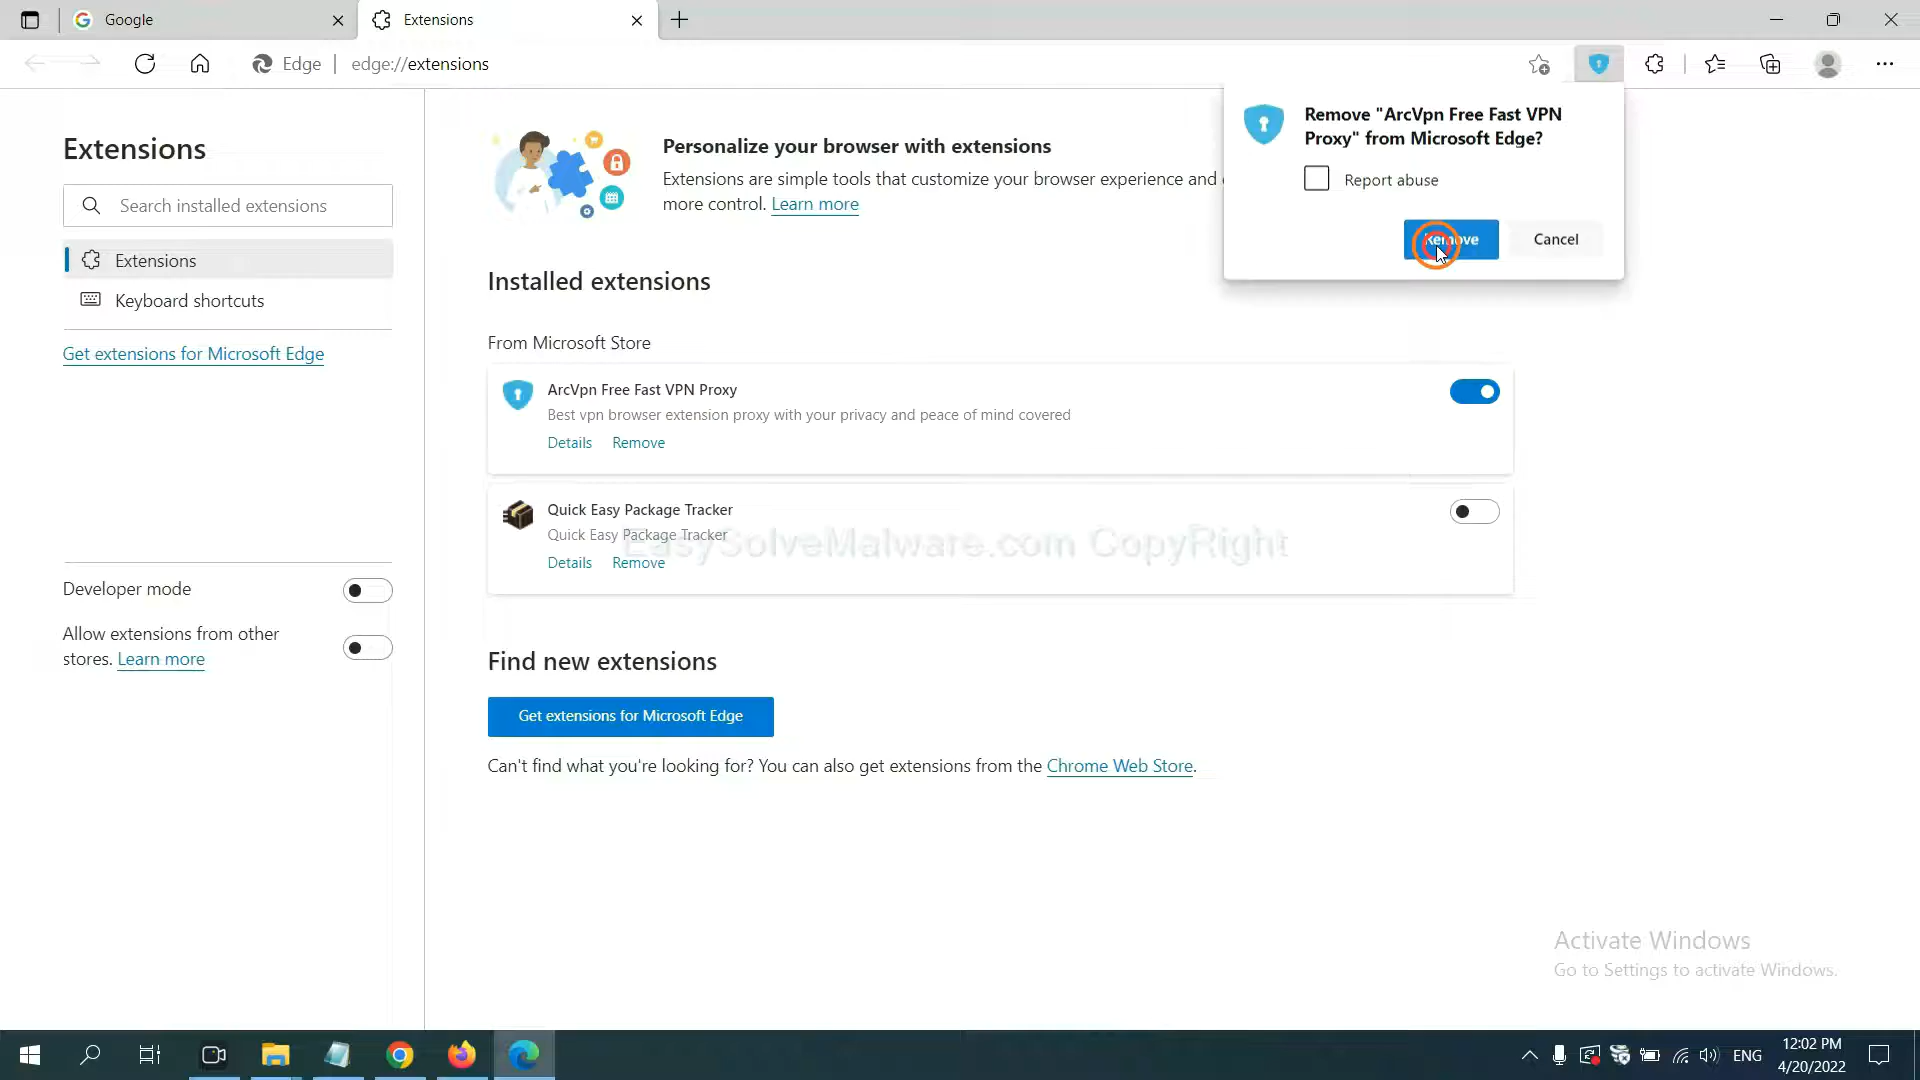 Google
Extensions
Edge
edge://extensions
Extensions
Search installed extensions
Extensions
Keyboard shortcuts
Get extensions for Microsoft Edge
Developer mode
Allow extensions from other
stores. Learn more
Personalize your browser with extensions
Extensions are simple tools that customize your browser experience and
more control. Learn more
Remove "ArcVpn Free Fast VPN
Proxy" from Microsoft Edge?
Report abuse
Remove
Cancel
Installed extensions
From Microsoft Store
ArcVpn Free Fast VPN Proxy
Best vpn browser extension proxy with your privacy and peace of mind covered
Details Remove
Quick Easy Package Tracker
Quick Easy Package Tracker
EasySolveMalware.com CopyRight
Details Remove
Find new extensions
Get extensions for Microsoft Edge
Can't find what you're looking for? You can also get extensions from the Chrome Web Store.
Activate Windows
Go to Settings to activate Windows.
ENG
12:02 PM
4/20/2022